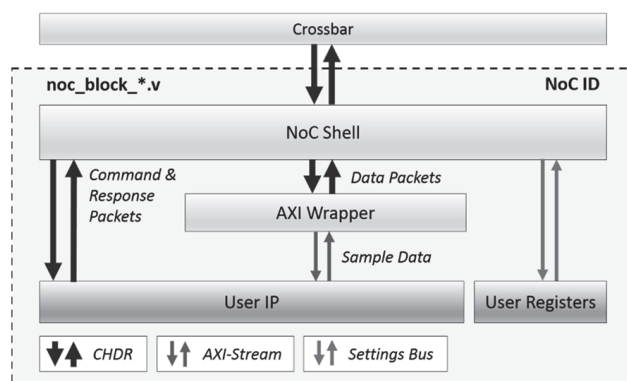 Crossbar
noc_block_*.v
NoC ID
NoC Shell
Command &
Response
Packets
Data Packets
AXI Wrapper
Sample Data
User IP
User Registers
CHDR
AXI-Stream
Settings Bus